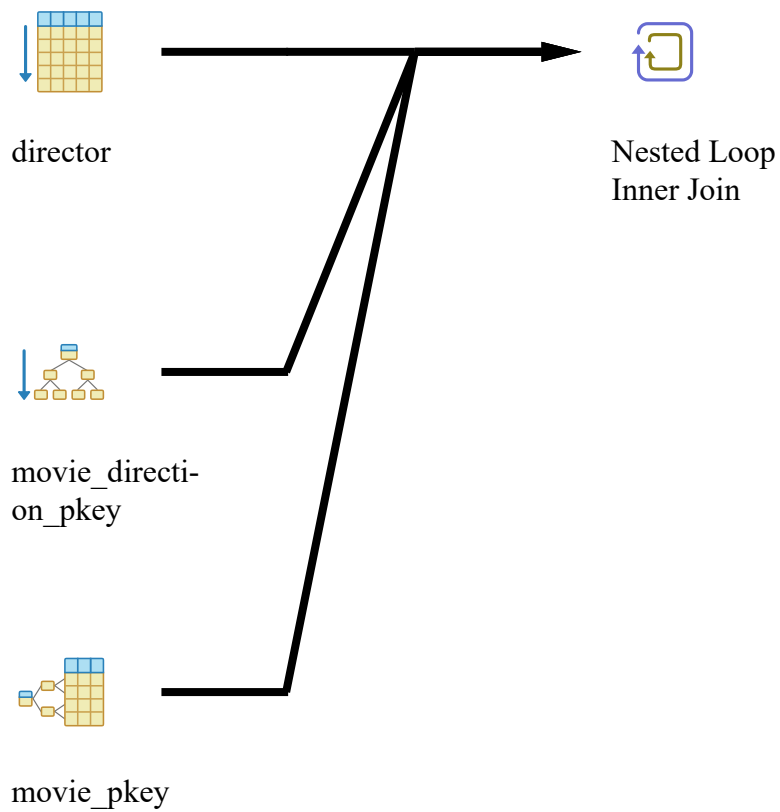 director
Nested Loop
Inner Join
movie_directi-
on_pkey
movie_pkey